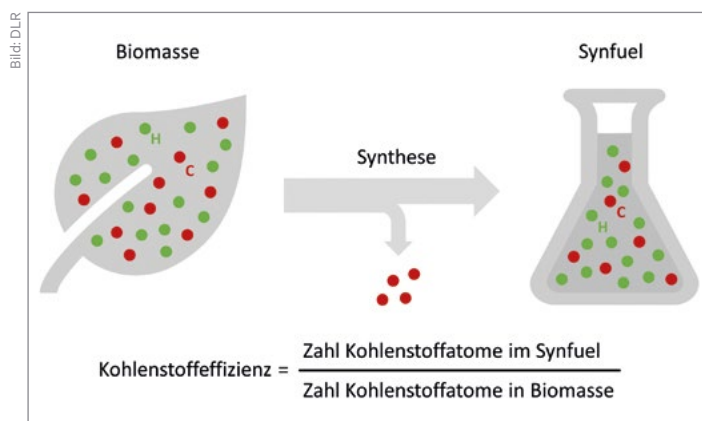 Bild: DLR
Biomasse
Synfuel
H
C
Synthese
C
H
Kohlenstoffeffizienz = Zahl Kohlenstoffatome im Synfuel
Zahl Kohlenstoffatome in Biomasse